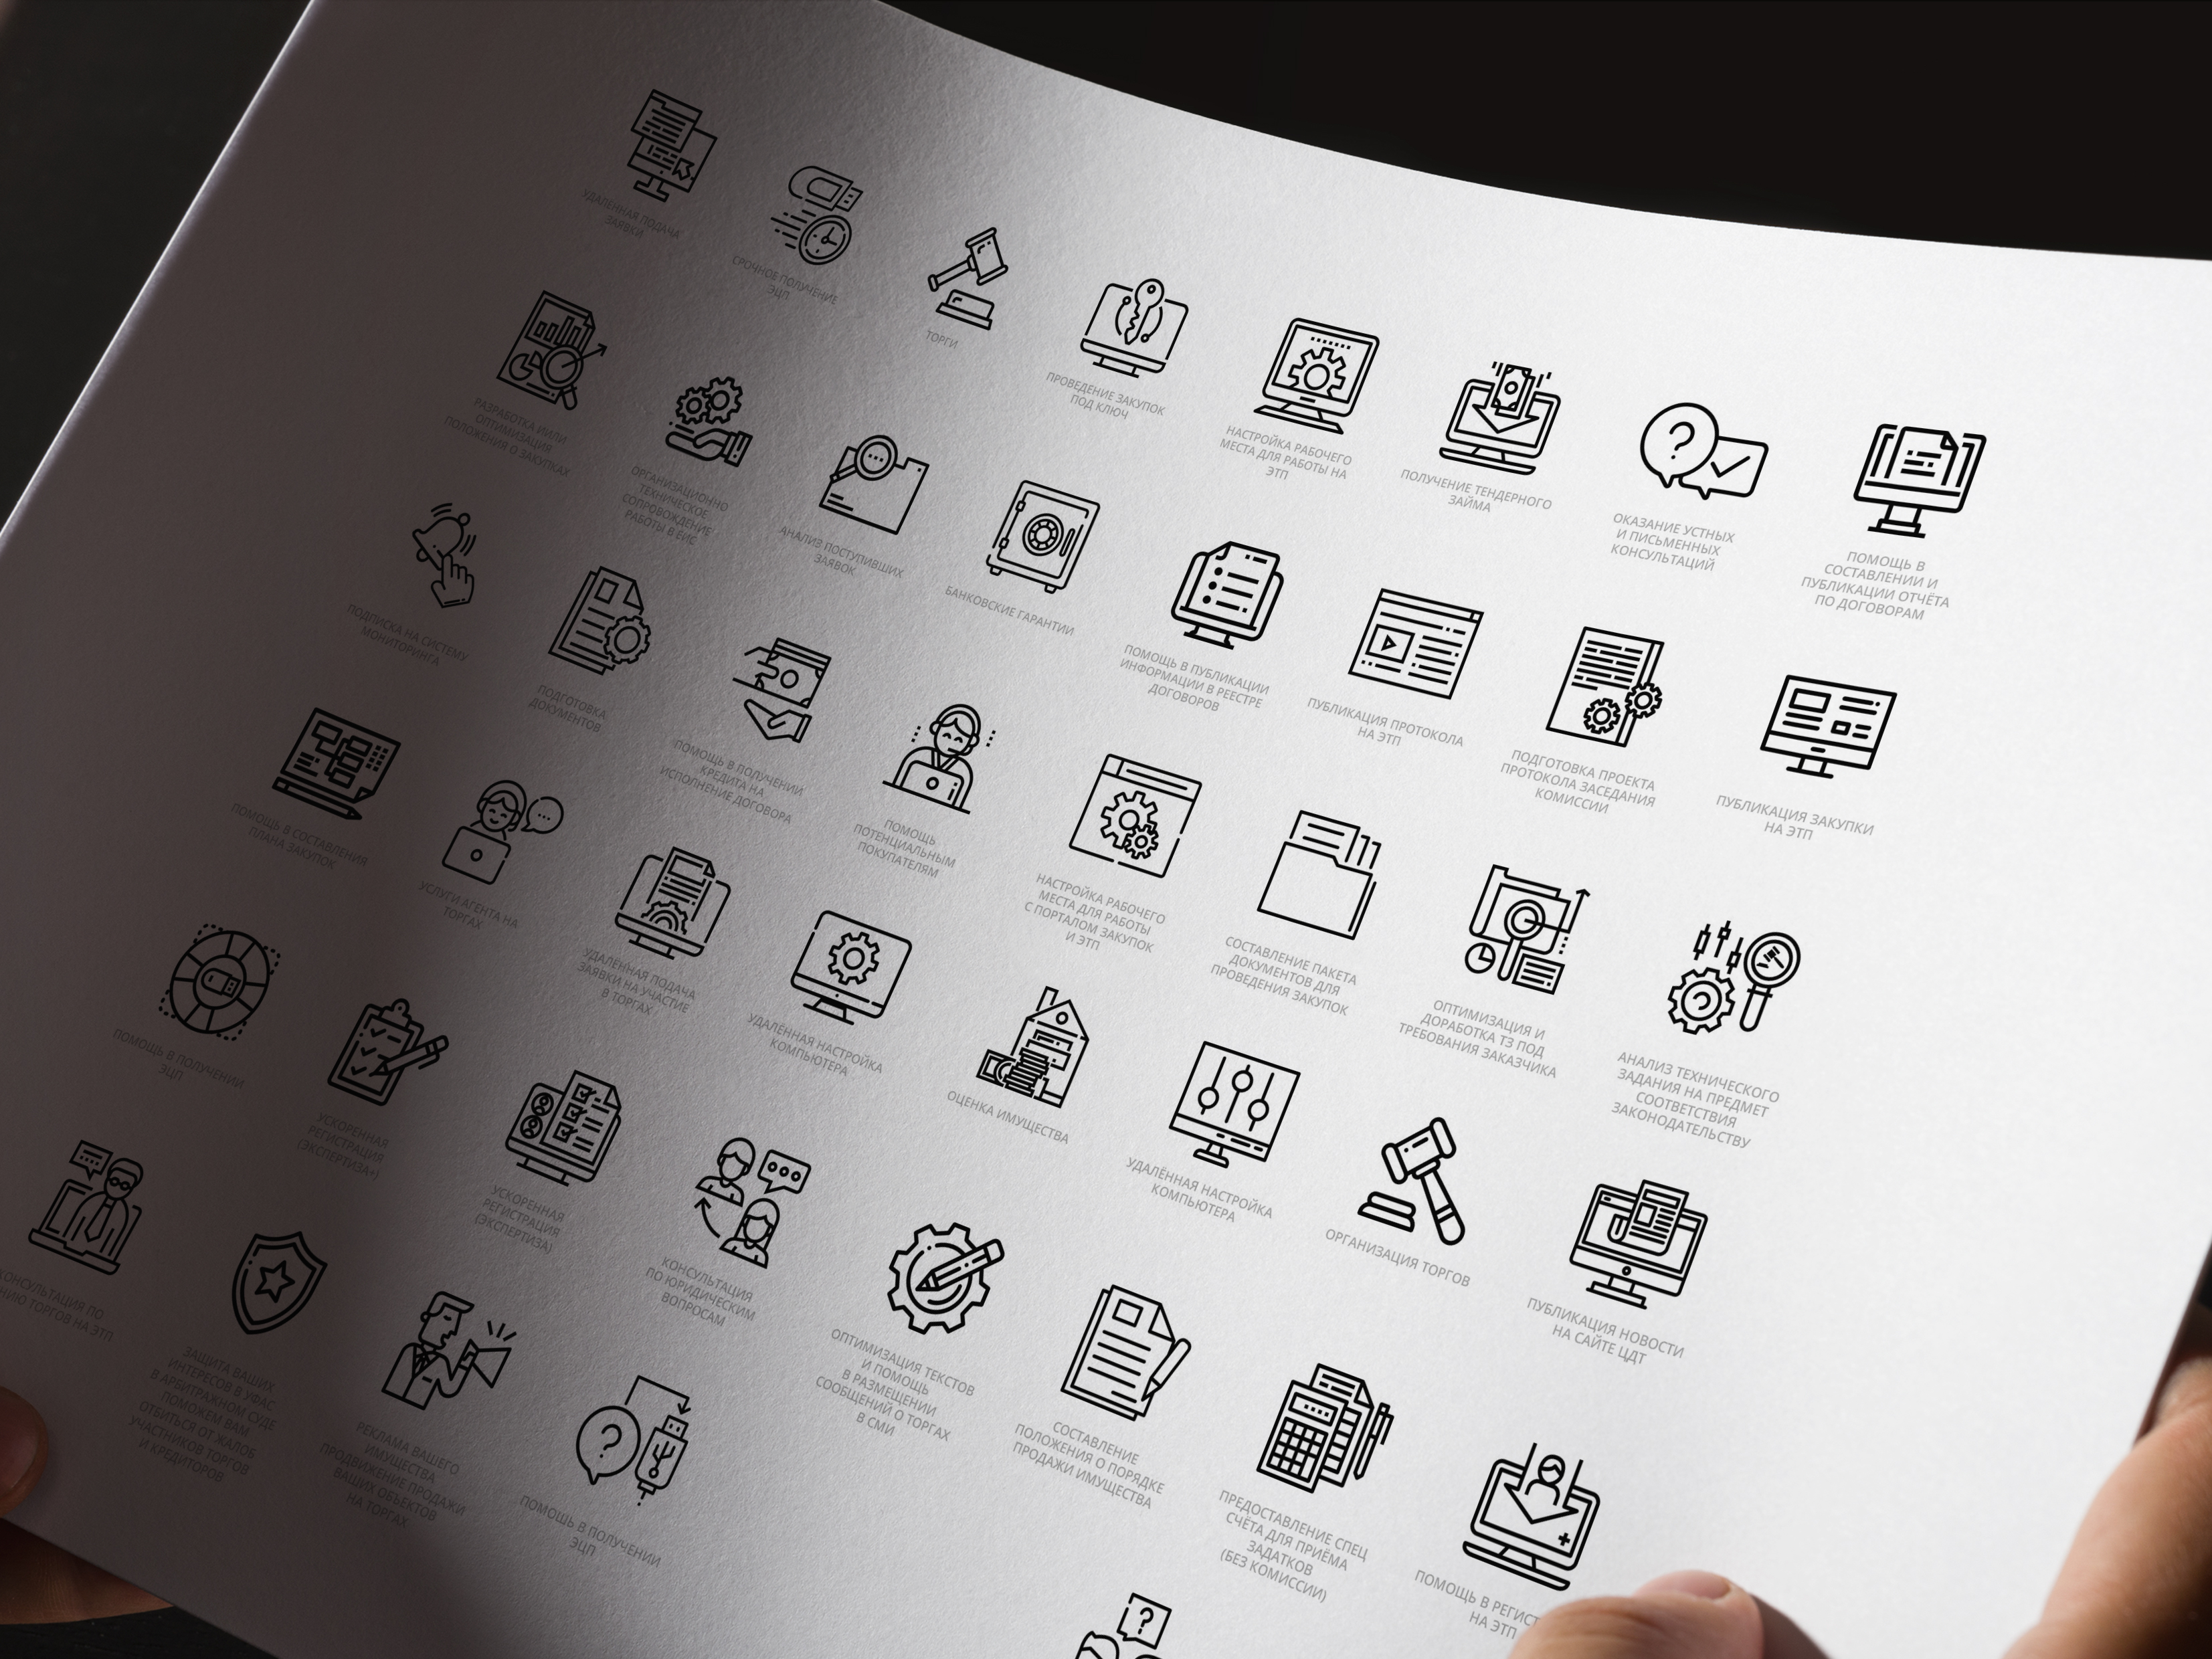 УДАЛЕННАЯ ПОДАЧА
ЗАЯВКИ
СРОЧНОЕ ПОЛУЧЕНИЕ
ЭЦП
ТОРГИ
ПРОВЕДЕНИЕ ЗАКУПОК
ПОД КЛЮЧ
НАСТРОЙКА РАБОЧЕГО
МЕСТА ДЛЯ РАБОТЫ НА
ЭТП
ПОЛУЧЕНИЕ ТЕНДЕРНОГО
ЗАЙМА
ОКАЗАНИЕ УСТНЫХ
И ПИСЬМЕННЫХ
КОНСУЛЬТАЦИЙ
ПОМОЩЬ В
СОСТАВЛЕНИИ И
ПУБЛИКАЦИИ ОТЧЁТА
ПО ДОГОВОРАМ
РАЗРАБОТКА ИИЛИ
ОПТИМИЗАЦИЯ
ПОЛОЖЕНИЯ О ЗАКУПКАХ
ОРГАНИЗАЦИОННО
ТЕХНИЧЕСКОЕ
СОПРОВОЖДЕНИЕ
РАБОТЫ В ЕИС
АНАЛИЗ ПОСТУПИВШИХ
ЗАЯВОК
БАНКОВСКИЕ ГАРАНТИИ
ПОМОЩЬ В ПУБЛИКАЦИИ
ИНФОРМАЦИИ В РЕЕСТРЕ
ДОГОВОРОВ
ПУБЛИКАЦИЯ ПРОТОКОЛА
НА ЭТП
ПОДГОТОВКА ПРОЕКТА
ПРОТОКОЛА ЗАСЕДАНИЯ
КОМИССИИ
ПУБЛИКАЦИЯ ЗАКУПКИ
НА ЭТП
ПОДПИСКА НА СИСТЕМУ
МОНИТОРИНГА
ПОДГОТОВКА
ДОКУМЕНТОВ
ПОМОЩЬ В ПОЛУЧЕНИИ
КРЕДИТА НА
ИСПОЛНЕНИЕ ДОГОВОРА
ПОМОЩЬ
ПОТЕНЦИАЛЬНЫМ
ПОКУПАТЕЛЯМ
НАСТРОЙКА РАБОЧЕГО
МЕСТА ДЛЯ РАБОТЫ
С ПОРТАЛОМ ЗАКУПОК
И ЭТП
СОСТАВЛЕНИЕ ПАКЕТА
ДОКУМЕНТОВ ДЛЯ
ПРОВЕДЕНИЯ ЗАКУПОК
ОПТИМИЗАЦИЯ И
ДОРАБОТКА ТЗ ПОД
ТРЕБОВАНИЯ ЗАКАЗЧИКА
АНАЛИЗ ТЕХНИЧЕСКОГО
ЗАДАНИЯ НА ПРЕДМЕТ
СООТВЕТСТВИЯ
ЗАКОНОДАТЕЛЬСТВУ
ПОМОЩЬ В СОСТАВЛЕНИЯ
ПЛАНА ЗАКУПОК
УСЛУГИ АГЕНТА НА
ТОРГАХ
УДАЛЕННАЯ ПОДАЧА
ЗАЯВКИ НА УЧАСТИЕ
В ТОРГАХ
УДАЛЁННАЯ НАСТРОЙКА
КОМПЬЮТЕРА
ОЦЕНКА ИМУЩЕСТВА
УДАЛЁННАЯ НАСТРОЙКА
КОМПЬЮТЕРА
ОРГАНИЗАЦИЯ ТОРГОВ
ПУБЛИКАЦИЯ НОВОСТИ
НА САЙТЕ ЦДТ
ПОМОЩЬ В ПОЛУЧЕНИИ
ЭЦП
УСКОРЕННАЯ
РЕГИСТРАЦИЯ
(ЭКСПЕРТИЗА+)
УСКОРЕННАЯ
РЕГИСТРАЦИЯ
(ЭКСПЕРТИЗА)
КОНСУЛЬТАЦИЯ
ПО ЮРИДИЧЕСКИМ
ВОПРОСАМ
ОПТИМИЗАЦИЯ ТЕКСТОВ
И ПОМОЩЬ
В РАЗМЕЩЕНИИ
СООБЩЕНИЙ О ТОРГАХ
В СМИ
СОСТАВЛЕНИЕ
ПОЛОЖЕНИЯ О ПОРЯДКЕ
ПРОДАЖИ ИМУЩЕСТВА
ПРЕДОСТАВЛЕНИЕ СПЕЦ
СЧЁТА ДЛЯ ПРИЁМА
ЗАДАТКОВ
(БЕЗ КОМИССИИ)
ПОМОЩЬ В РЕГИСТ
НА ЭТП
КОНСУЛЬТАЦИЯ ПО
НИЮ ТОРГОВ НА ЭТП
ЗАЩИТА ВАШИХ
ИНТЕРЕСОВ В УФАС
В АРБИТРАЖНОМ СУДЕ
ПОМОЖЕМ ВАМ
ОТБИТЬСЯ ОТ ЖАЛОБ
УЧАСТНИКОВ ТОРГОВ
И КРЕДИТОРОВ
РЕКЛАМА ВАШЕГО
ИМУЩЕСТВА
ПРОДВИЖЕНИЕ ПРОДАЖИ
ВАШИХ ОБЪЕКТОВ
НА ТОРГАХ
ПОМОЩЬ В ПОЛУЧЕНИИ
ЭЦП